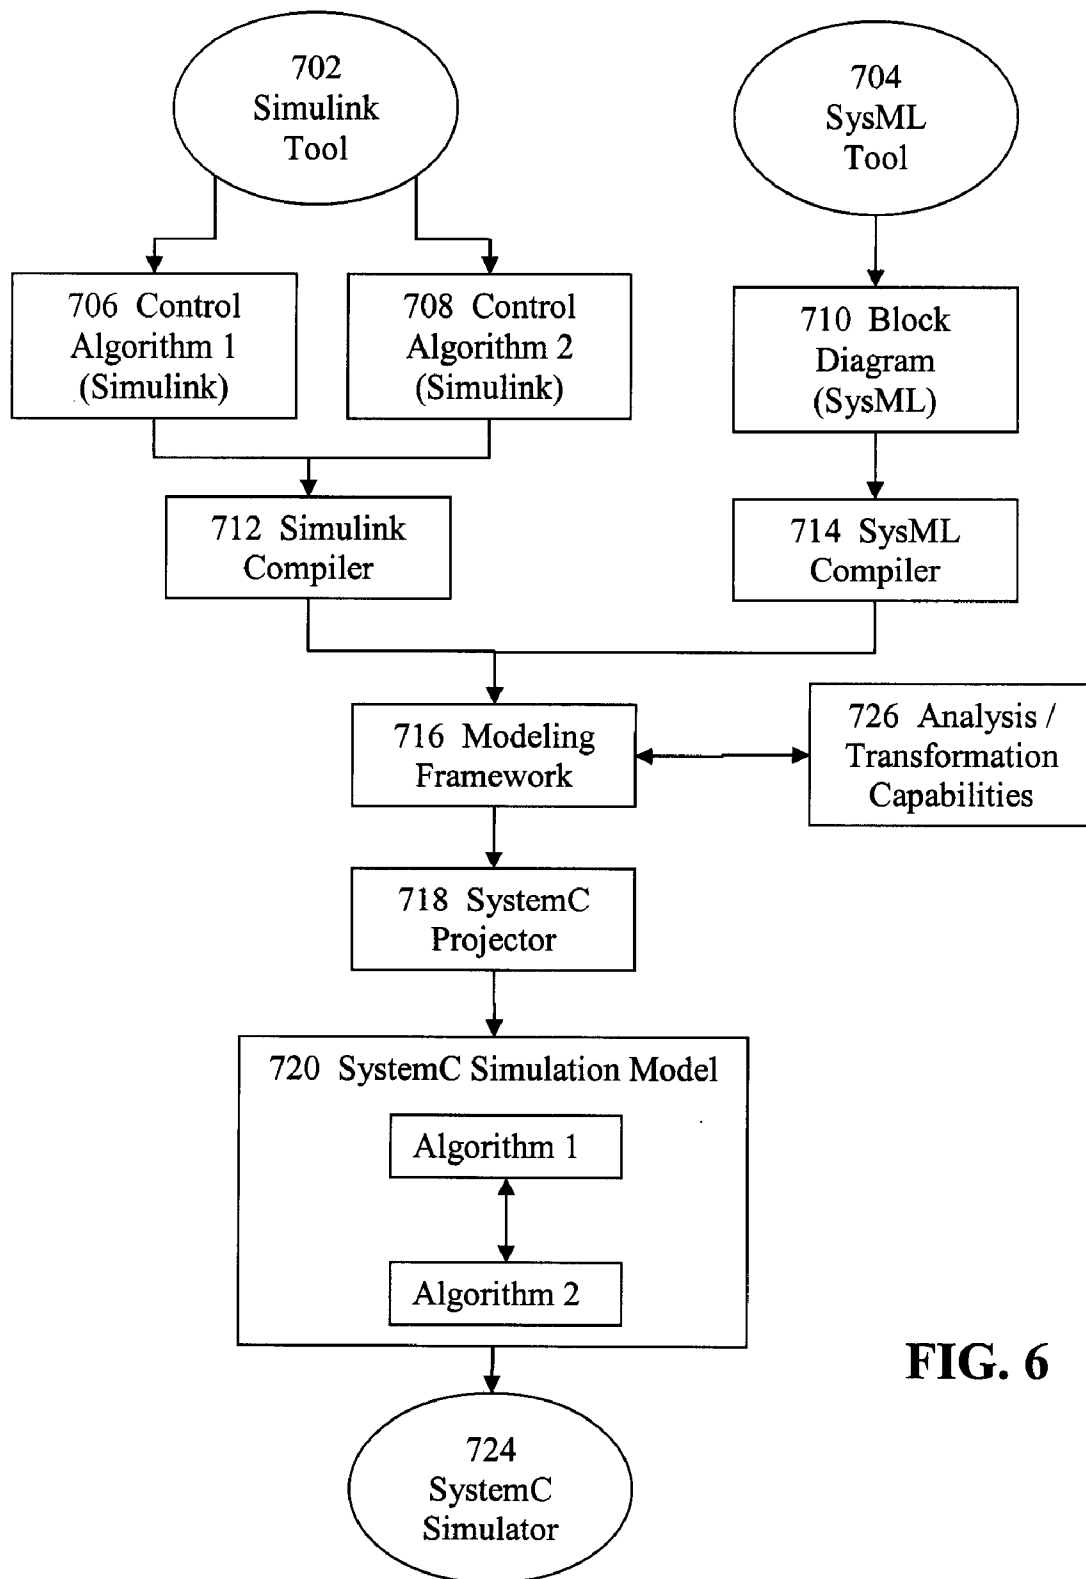 702
Simulink
Tool
704
SysML
Tool
706 Control
Algorithm 1
(Simulink)
708 Control
Algorithm 2
(Simulink)
710 Block
Diagram
(SysML)
712 Simulink
Compiler
714 SysML
Compiler
716 Modeling
Framework
726 Analysis /
Transformation
Capabilities
718 SystemC
Projector
720 SystemC Simulation Model
Algorithm 1
Algorithm 2
FIG. 6
724
SystemC
Simulator